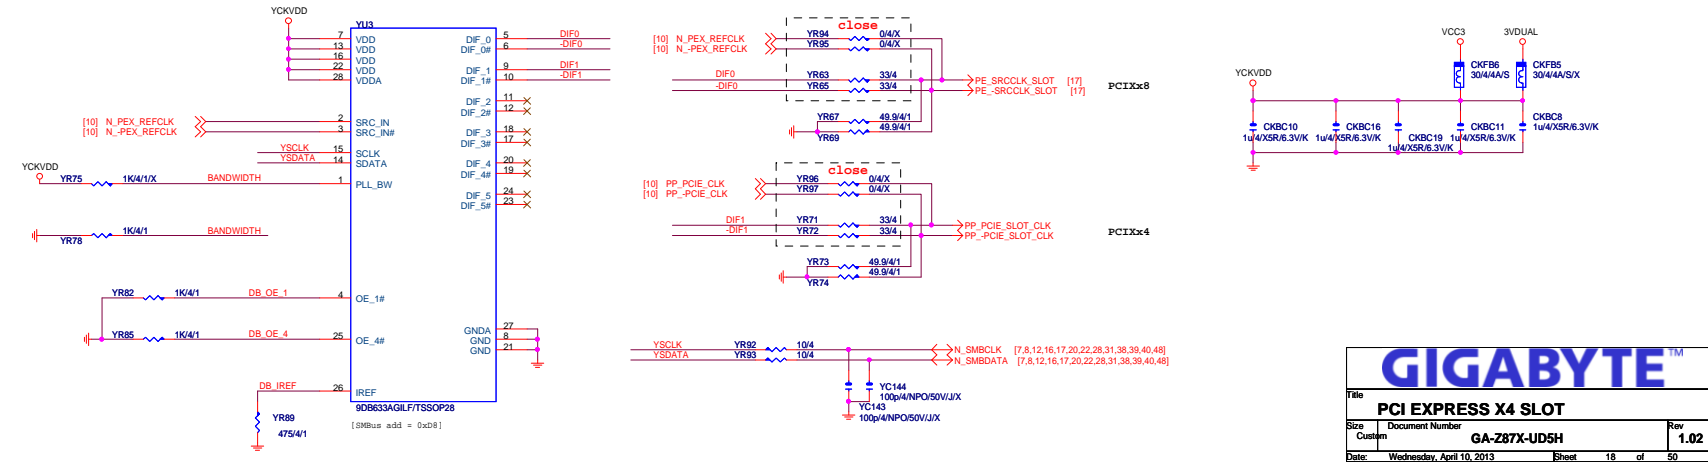 YCKVDD
YU3
7 VDD
13 VDD
16 VDD
22 VDD
28 VDDA
[10] N_PEX_REFCLK 2 SRC_IN
[10] N_-PEX_REFCLK 3 SRC_IN#
YSCLK 15 SCLK
YSDATA 14 SDATA
YCKVDD
YR75 1K/4/1/X BANDWIDTH 1 PLL_BW
YR78 1K/4/1 BANDWIDTH
YR82 1K/4/1 DB_OE_1 4 OE_1#
YR85 1K/4/1 DB_OE_4 25 OE_4#
DB_IREF 26 IREF
YR89
475/4/1
DIF_0 5 DIF0
DIF_0# 6 -DIF0
DIF_1 9 DIF1
DIF_1# 10 -DIF1
DIF_2 11
DIF_2# 12
DIF_3 18
DIF_3# 17
DIF_4 20
DIF_4# 19
DIF_5 24
DIF_5# 23
GNDA 27
GND 8
GND 21
9DB633AGILF/TSSOP28
[SMBus add = 0xD8]
close
[10] N_PEX_REFCLK YR94 0/4/X
[10] N_-PEX_REFCLK YR95 0/4/X
DIF0 YR63 33/4 PE_SRCCLK_SLOT [17]
-DIF0 YR65 33/4 PE_-SRCCLK_SLOT [17]
PCIXx8
YR67 49.9/4/1
YR69 49.9/4/1
close
[10] PP_PCIE_CLK YR96 0/4/X
[10] PP_-PCIE_CLK YR97 0/4/X
DIF1 YR71 33/4 PP_PCIE_SLOT_CLK
-DIF1 YR72 33/4 PP_-PCIE_SLOT_CLK
PCIXx4
YR73 49.9/4/1
YR74 49.9/4/1
YSCLK YR92 10/4 N_SMBCLK [7,8,12,16,17,20,22,28,31,38,39,40,48]
YSDATA YR93 10/4 N_SMBDATA [7,8,12,16,17,20,22,28,31,38,39,40,48]
YC144
100p/4/NPO/50V/J/X
YC143
100p/4/NPO/50V/J/X
VCC3 3VDUAL
CKFB6
30/4/4A/S
CKFB5
30/4/4A/S/X
YCKVDD
CKBC10
1u/4/X5R/6.3V/K
CKBC16
1u/4/X5R/6.3V/K
CKBC19
1u/4/X5R/6.3V/K
CKBC11
1u/4/X5R/6.3V/K
CKBC8
1u/4/X5R/6.3V/K
GIGABYTE™
Title
PCI EXPRESS X4 SLOT
Size Document Number Rev
Custom GA-Z87X-UD5H 1.02
Date: Wednesday, April 10, 2013 Sheet 18 of 50